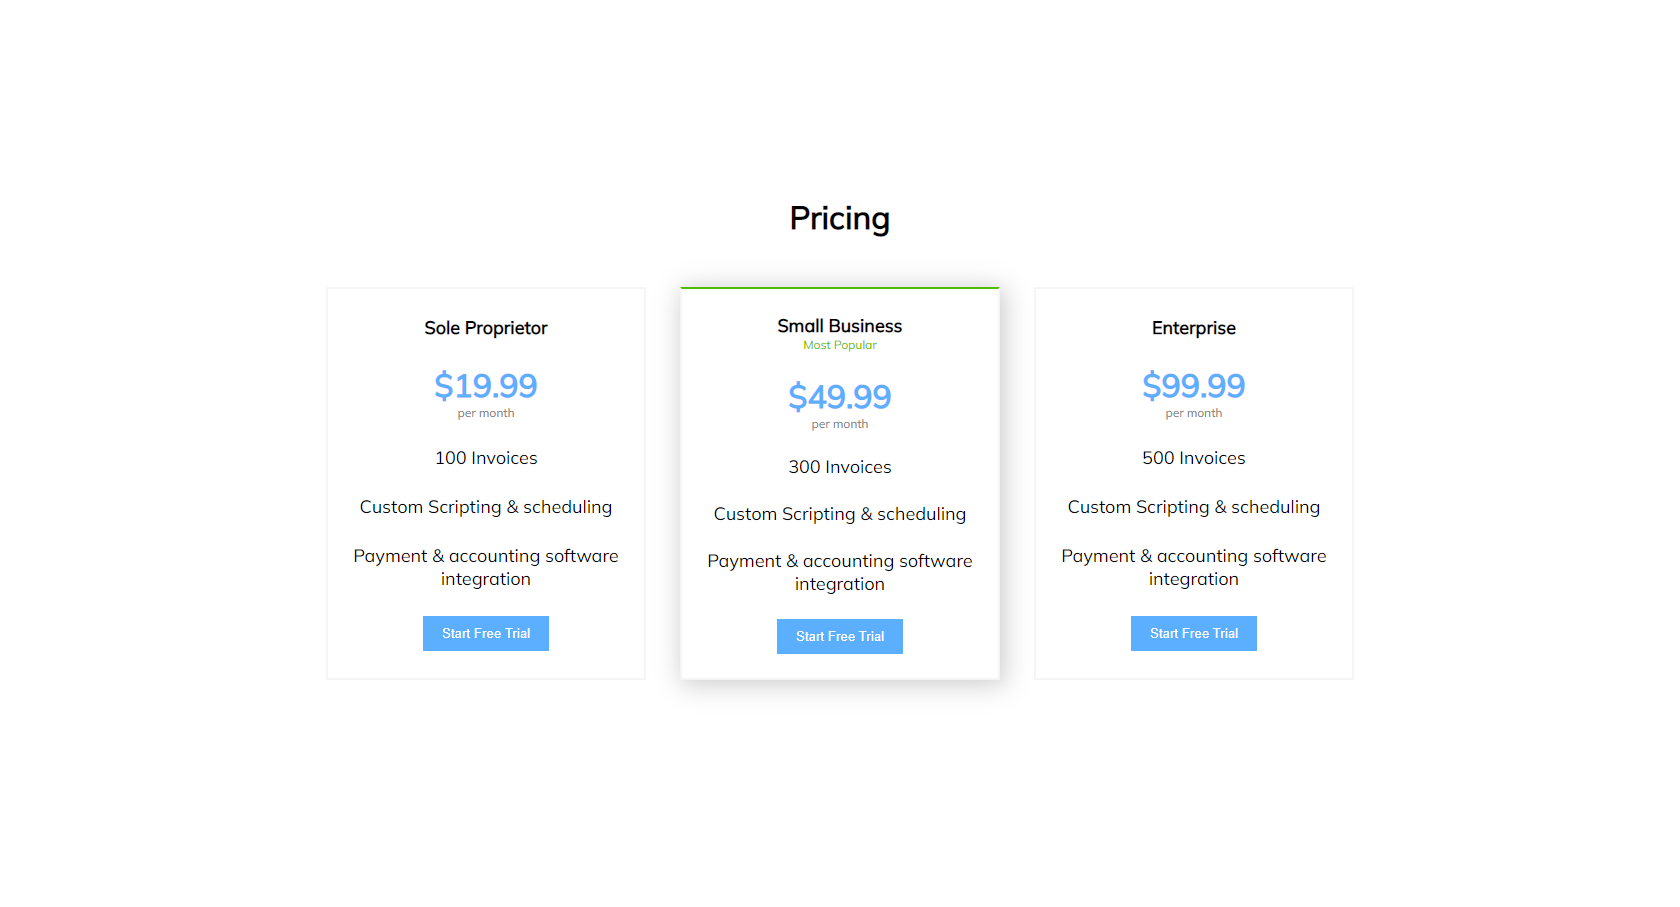 Pricing
Sole Proprietor
$19.99
per month
100 Invoices
Custom Scripting & scheduling
Payment & accounting software
integration
Start Free Trial
Small Business
Most Popular
$49.99
per month
300 Invoices
Custom Scripting & scheduling
Payment & accounting software
integration
Start Free Trial
Enterprise
$99.99
per month
500 Invoices
Custom Scripting & scheduling
Payment & accounting software
integration
Start Free Trial